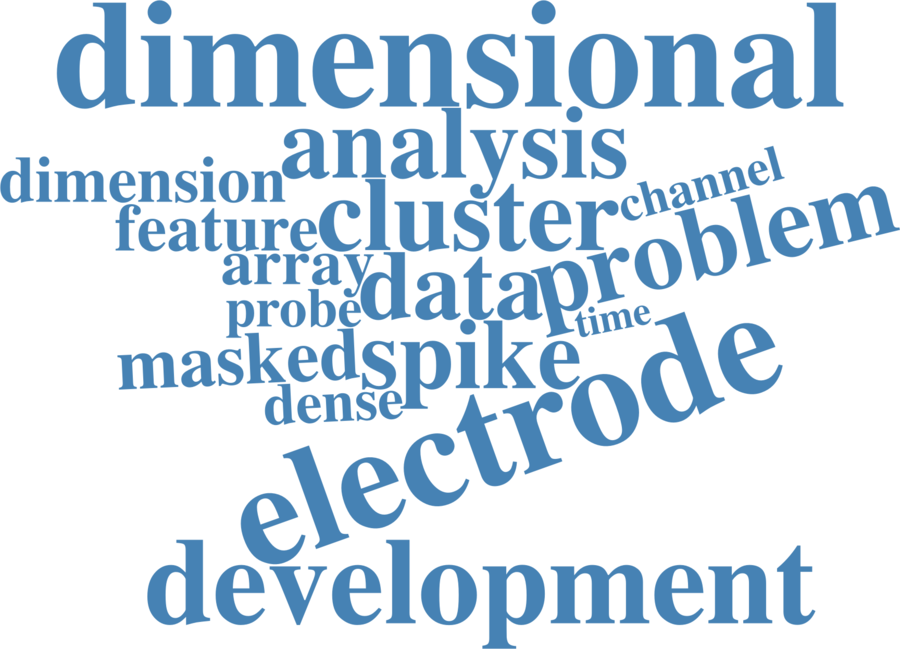 dimensional
analysis
dimension
channel
feature
cluster
problem
array
data
probe
time
masked
spike
dense
electrode
development